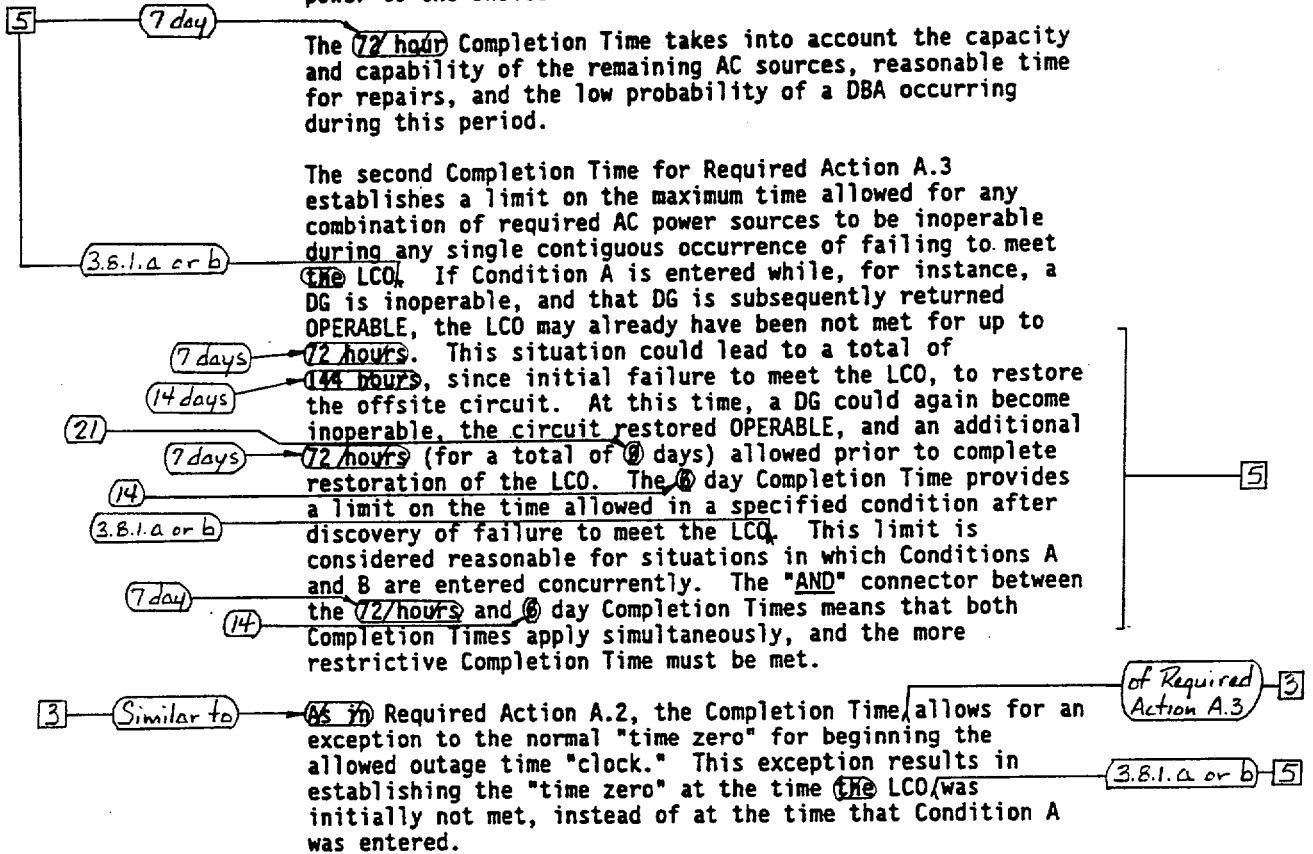 5 7 day
The 72 hour Completion Time takes into account the capacity
and capability of the remaining AC sources, reasonable time
for repairs, and the low probability of a DBA occurring
during this period.
The second Completion Time for Required Action A.3
establishes a limit on the maximum time allowed for any
combination of required AC power sources to be inoperable
during any single contiguous occurrence of failing to meet
3.8.1.a or b
the LCO. If Condition A is entered while, for instance, a
DG is inoperable, and that DG is subsequently returned
OPERABLE, the LCO may already have been not met for up to
7 days 72 hours. This situation could lead to a total of
14 days 144 hours, since initial failure to meet the LCO, to restore
the offsite circuit. At this time, a DG could again become
21 inoperable, the circuit restored OPERABLE, and an additional
7 days 72 hours (for a total of 9 days) allowed prior to complete
14 restoration of the LCO. The 6 day Completion Time provides 5
a limit on the time allowed in a specified condition after
3.8.1.a or b discovery of failure to meet the LCO. This limit is
considered reasonable for situations in which Conditions A
and B are entered concurrently. The "AND" connector between
7 day the 72 hours and 6 day Completion Times means that both
14 Completion Times apply simultaneously, and the more
restrictive Completion Time must be met.
of Required
Action A.3 3
3 Similar to As in Required Action A.2, the Completion Time allows for an
exception to the normal "time zero" for beginning the
allowed outage time "clock." This exception results in
establishing the "time zero" at the time the LCO was 3.8.1.a or b 5
initially not met, instead of at the time that Condition A
was entered.